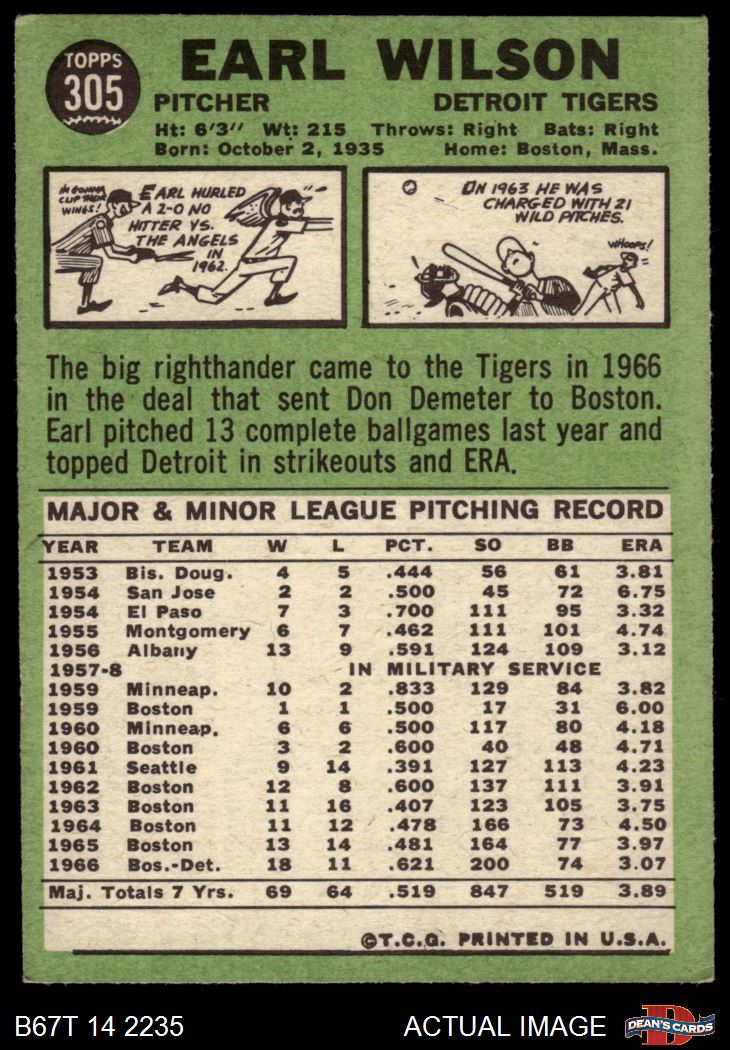 TOPPS
305
EARL WILSON
PITCHER DETROIT TIGERS
Ht: 6'3" Wt: 215 Throws: Right Bats: Right
Born: October 2, 1935 Home: Boston, Mass.
IM GONNA
CLIP THEIR
WINGS!
EARL HURLED
A 2-0 NO
HITTER VS.
THE ANGELS
IN
1962.
ON 1963 HE WAS
CHARGED WITH 21
WILD PITCHES.
WHOOPS!
The big righthander came to the Tigers in 1966
in the deal that sent Don Demeter to Boston.
Earl pitched 13 complete ballgames last year and
topped Detroit in strikeouts and ERA.
MAJOR & MINOR LEAGUE PITCHING RECORD
YEAR TEAM W L PCT. SO BB ERA
1953 Bis. Doug. 4 5 .444 56 61 3.81
1954 San Jose 2 2 .500 45 72 6.75
1954 El Paso 7 3 .700 111 95 3.32
1955 Montgomery 6 7 .462 111 101 4.74
1956 Albany 13 9 .591 124 109 3.12
1957-8 IN MILITARY SERVICE
1959 Minneap. 10 2 .833 129 84 3.82
1959 Boston 1 1 .500 17 31 6.00
1960 Minneap. 6 6 .500 117 80 4.18
1960 Boston 3 2 .600 40 48 4.71
1961 Seattle 9 14 .391 127 113 4.23
1962 Boston 12 8 .600 137 111 3.91
1963 Boston 11 16 .407 123 105 3.75
1964 Boston 11 12 .478 166 73 4.50
1965 Boston 13 14 .481 164 77 3.97
1966 Bos.-Det. 18 11 .621 200 74 3.07
Maj. Totals 7 Yrs. 69 64 .519 847 519 3.89
©T.C.G. PRINTED IN U.S.A.
B67T 14 2235 ACTUAL IMAGE
D
DEAN'S CARDS